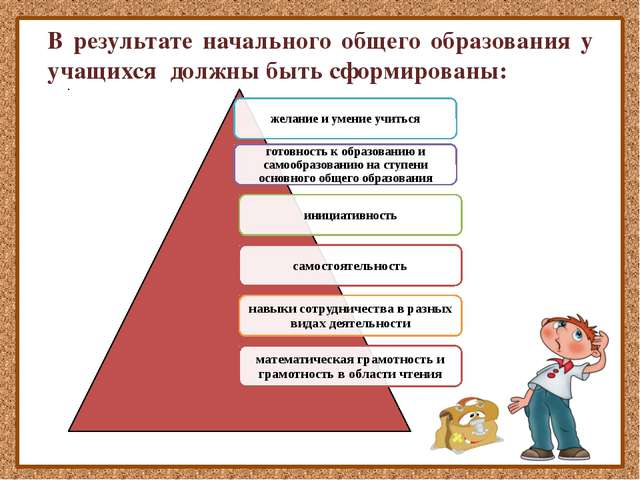 В результате начального общего образования у
учащихся должны быть сформированы:
желание и умение учиться
готовность к образованию и
самообразованию на ступени
основного общего образования
инициативность
самостоятельность
навыки сотрудничества в разных
видах деятельности
математическая грамотность и
грамотность в области чтения